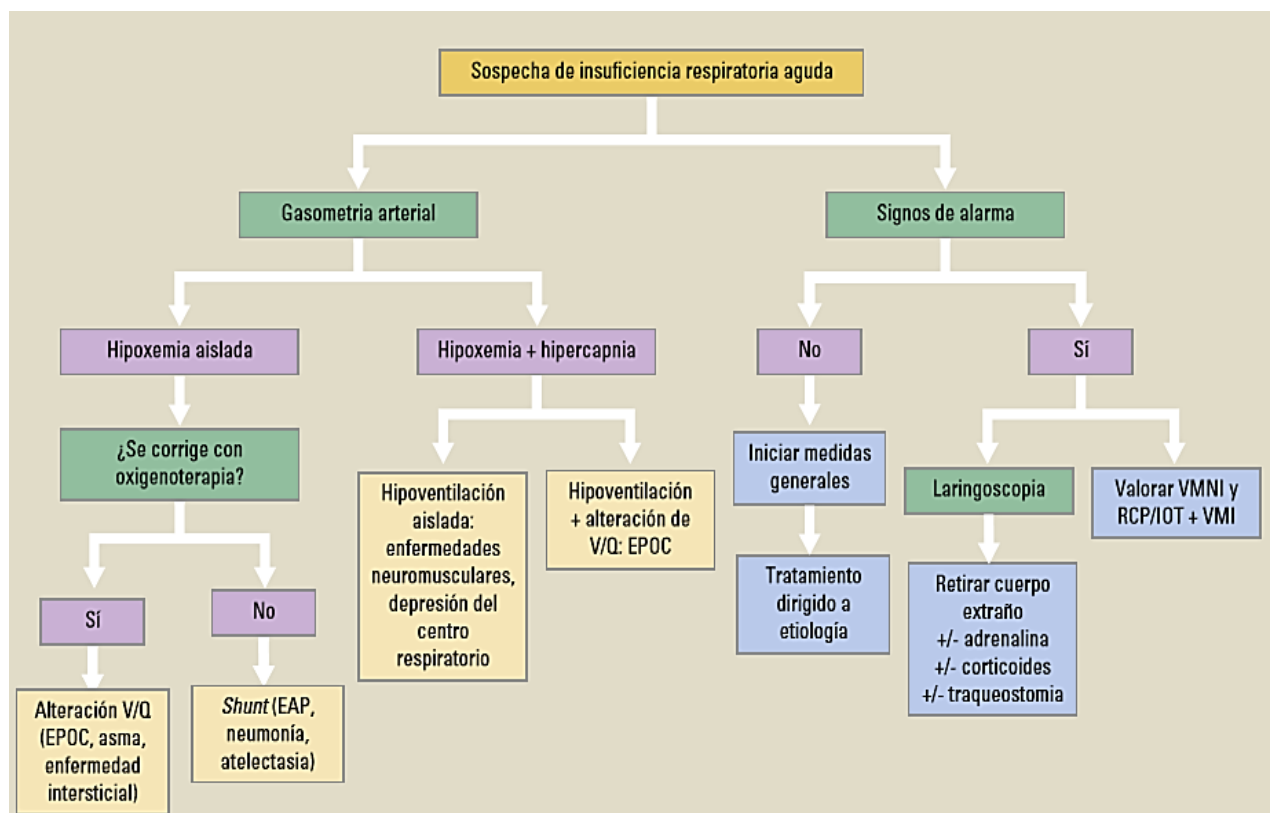 Sospecha de insuficiencia respiratoria aguda
Gasometria arterial
Signos de alarma
Hipoxemia aislada
Hipoxemia + hipercapnia
No
Sí
¿Se corrige con
oxigenoterapia?
Hipoventilación
aislada:
enfermedades
neuromusculares,
depresión del
centro
respiratorio
Hipoventilación
+ alteración de
V/Q: EPOC
Iniciar medidas
generales
Laringoscopia
Valorar VMNI y
RCP/IOT + VMI
Sí
No
Tratamiento
dirigido a
etiología
Retirar cuerpo
extraño
+/- adrenalina
+/- corticoides
+/- traqueostomia
Alteración V/Q
(EPOC, asma,
enfermedad
intersticial)
Shunt (EAP,
neumonía,
atelectasia)